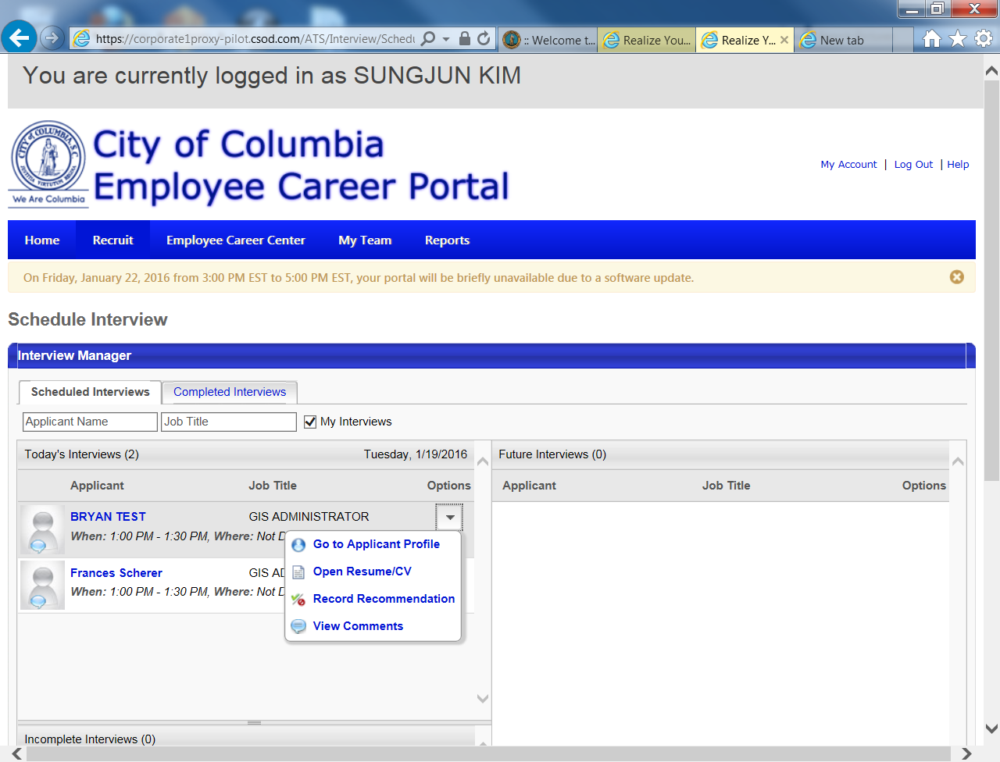 https://corporate1proxy-pilot.csod.com/ATS/Interview/Schedu
:: Welcome t...
Realize You...
Realize Y...
New tab
You are currently logged in as SUNGJUN KIM
CITY OF COLUMBIA, S.C.
We Are Columbia
City of Columbia
Employee Career Portal
My Account | Log Out | Help
Home Recruit Employee Career Center My Team Reports
On Friday, January 22, 2016 from 3:00 PM EST to 5:00 PM EST, your portal will be briefly unavailable due to a software update.
Schedule Interview
Interview Manager
Scheduled Interviews Completed Interviews
Applicant Name Job Title My Interviews
Today's Interviews (2) Tuesday, 1/19/2016
Applicant Job Title Options
BRYAN TEST GIS ADMINISTRATOR
When: 1:00 PM - 1:30 PM, Where: Not D
Frances Scherer GIS AD
When: 1:00 PM - 1:30 PM, Where: Not D
Go to Applicant Profile
Open Resume/CV
Record Recommendation
View Comments
Incomplete Interviews (0)
Future Interviews (0)
Applicant Job Title Options